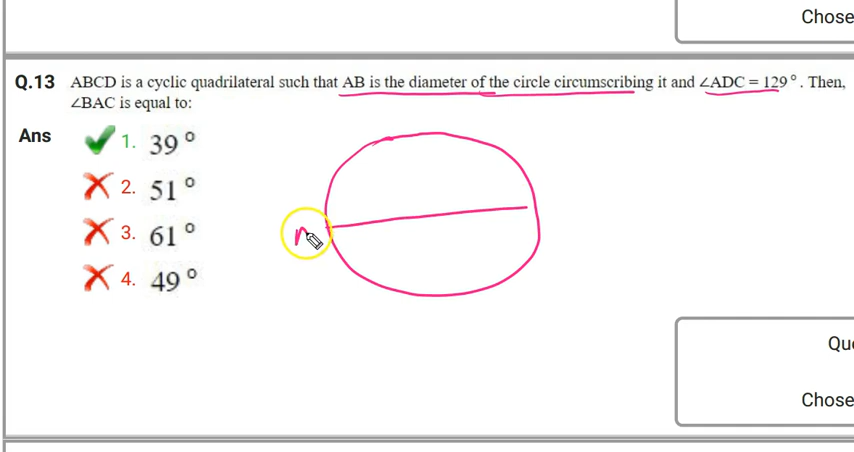 Chose
Q.13 ABCD is a cyclic quadrilateral such that AB is the diameter of the circle circumscribing it and ∠ADC = 129°. Then,
∠BAC is equal to:
Ans 1. 39°
2. 51°
3. 61°
4. 49°
Qu
Chose